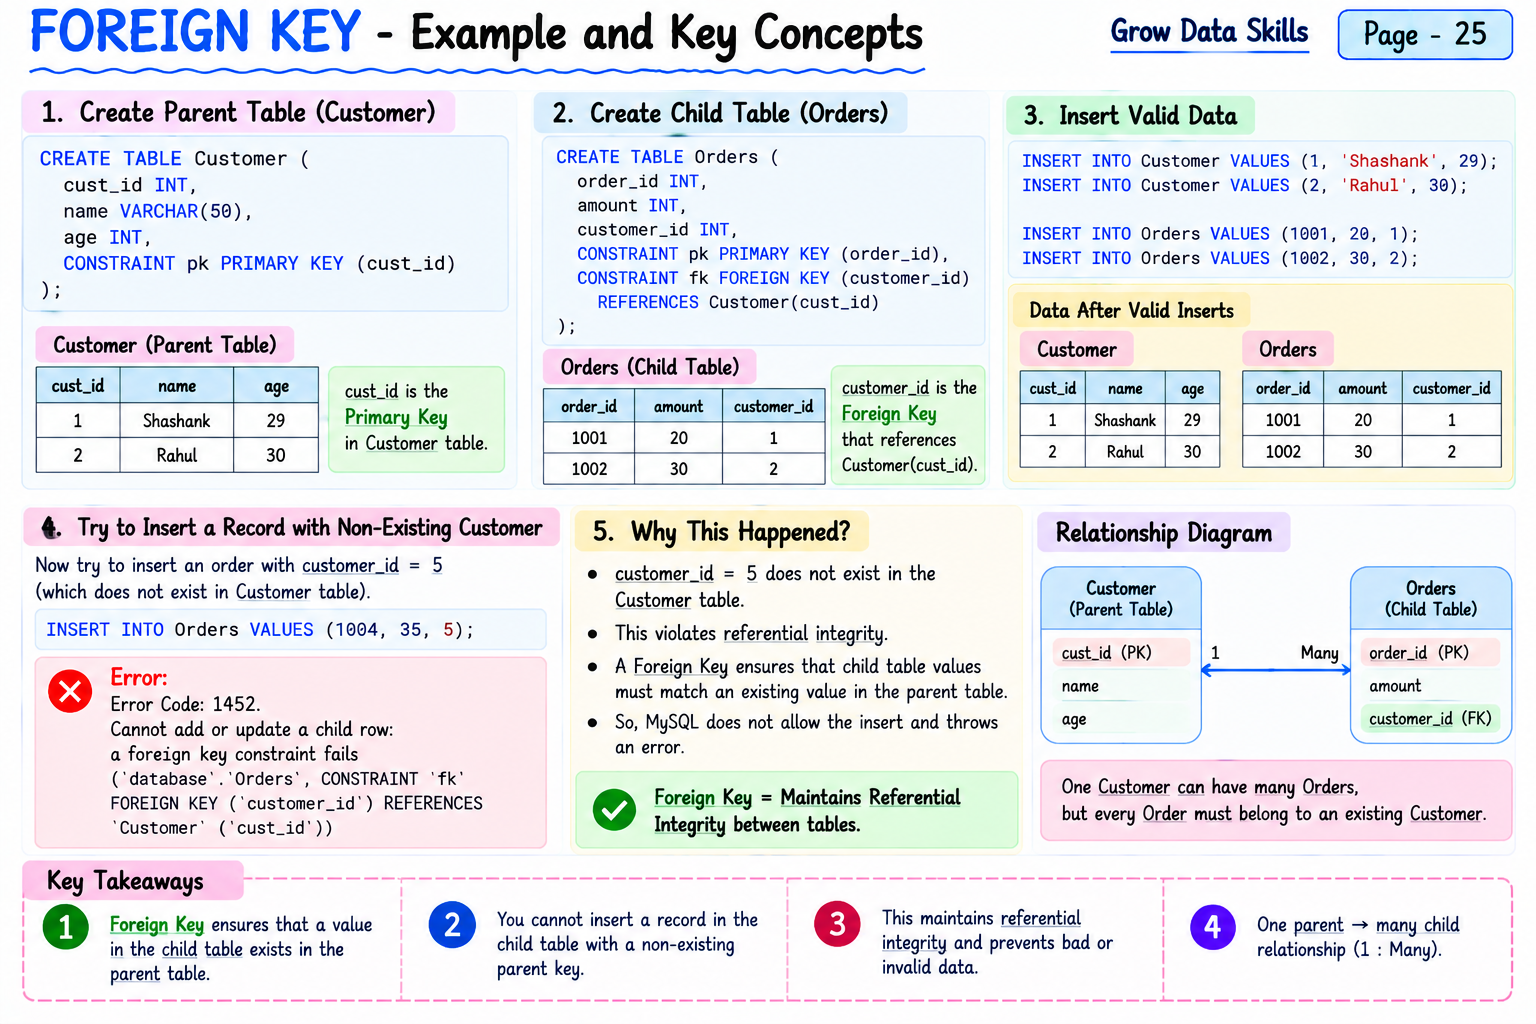 FOREIGN KEY - Example and Key Concepts
Grow Data Skills
Page - 25
1. Create Parent Table (Customer)
CREATE TABLE Customer (
cust_id INT,
name VARCHAR(50),
age INT,
CONSTRAINT pk PRIMARY KEY (cust_id)
);
Customer (Parent Table)
cust_id name age
1 Shashank 29
2 Rahul 30
cust_id is the
Primary Key
in Customer table.
2. Create Child Table (Orders)
CREATE TABLE Orders (
order_id INT,
amount INT,
customer_id INT,
CONSTRAINT pk PRIMARY KEY (order_id),
CONSTRAINT fk FOREIGN KEY (customer_id)
REFERENCES Customer(cust_id)
);
Orders (Child Table)
order_id amount customer_id
1001 20 1
1002 30 2
customer_id is the
Foreign Key
that references
Customer(cust_id).
3. Insert Valid Data
INSERT INTO Customer VALUES (1, 'Shashank', 29);
INSERT INTO Customer VALUES (2, 'Rahul', 30);
INSERT INTO Orders VALUES (1001, 20, 1);
INSERT INTO Orders VALUES (1002, 30, 2);
Data After Valid Inserts
Customer
cust_id name age
1 Shashank 29
2 Rahul 30
Orders
order_id amount customer_id
1001 20 1
1002 30 2
4. Try to Insert a Record with Non-Existing Customer
Now try to insert an order with customer_id = 5
(which does not exist in Customer table).
INSERT INTO Orders VALUES (1004, 35, 5);
Error:
Error Code: 1452.
Cannot add or update a child row:
a foreign key constraint fails
(`database`.`Orders`, CONSTRAINT `fk`
FOREIGN KEY (`customer_id`) REFERENCES
`Customer` (`cust_id`))
5. Why This Happened?
• customer_id = 5 does not exist in the
Customer table.
• This violates referential integrity.
• A Foreign Key ensures that child table values
must match an existing value in the parent table.
• So, MySQL does not allow the insert and throws
an error.
Foreign Key = Maintains Referential
Integrity between tables.
Relationship Diagram
Customer
(Parent Table)
cust_id (PK)
name
age
1 Many
Orders
(Child Table)
order_id (PK)
amount
customer_id (FK)
One Customer can have many Orders,
but every Order must belong to an existing Customer.
Key Takeaways
1
Foreign Key ensures that a value
in the child table exists in the
parent table.
2
You cannot insert a record in the
child table with a non-existing
parent key.
3
This maintains referential
integrity and prevents bad or
invalid data.
4
One parent → many child
relationship (1 : Many).